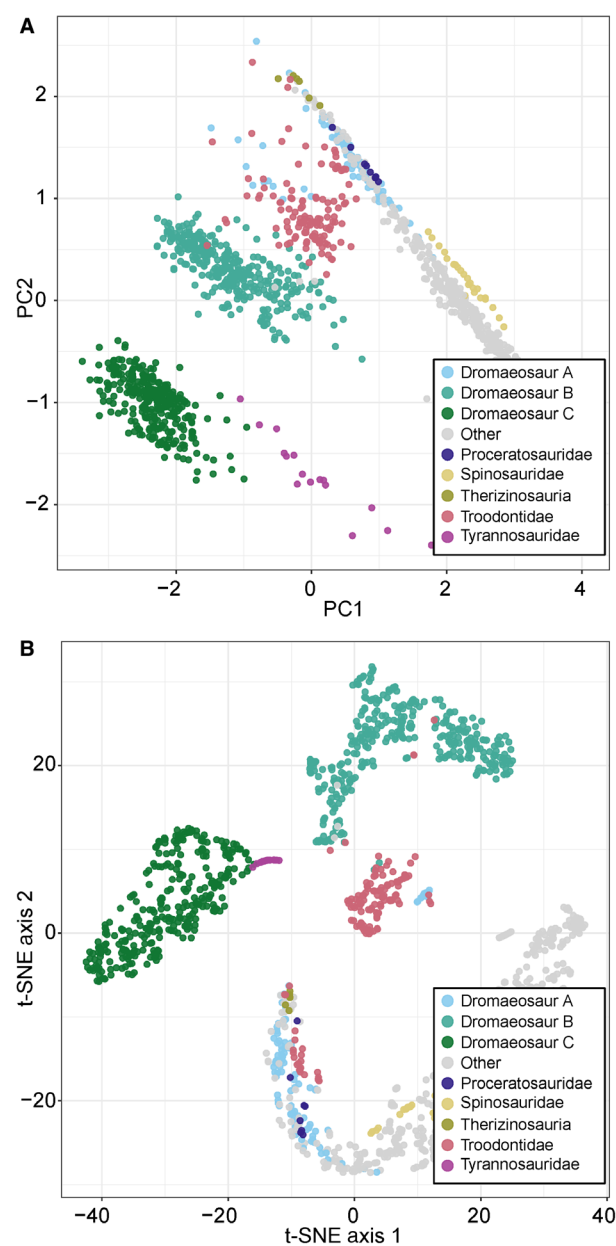 A
2
1
0
−1
−2
PC2
−2
0
2
4
PC1
Dromaeosaur A
Dromaeosaur B
Dromaeosaur C
Other
Proceratosauridae
Spinosauridae
Therizinosauria
Troodontidae
Tyrannosauridae
B
20
0
−20
t-SNE axis 2
−40
−20
0
20
40
t-SNE axis 1
Dromaeosaur A
Dromaeosaur B
Dromaeosaur C
Other
Proceratosauridae
Spinosauridae
Therizinosauria
Troodontidae
Tyrannosauridae